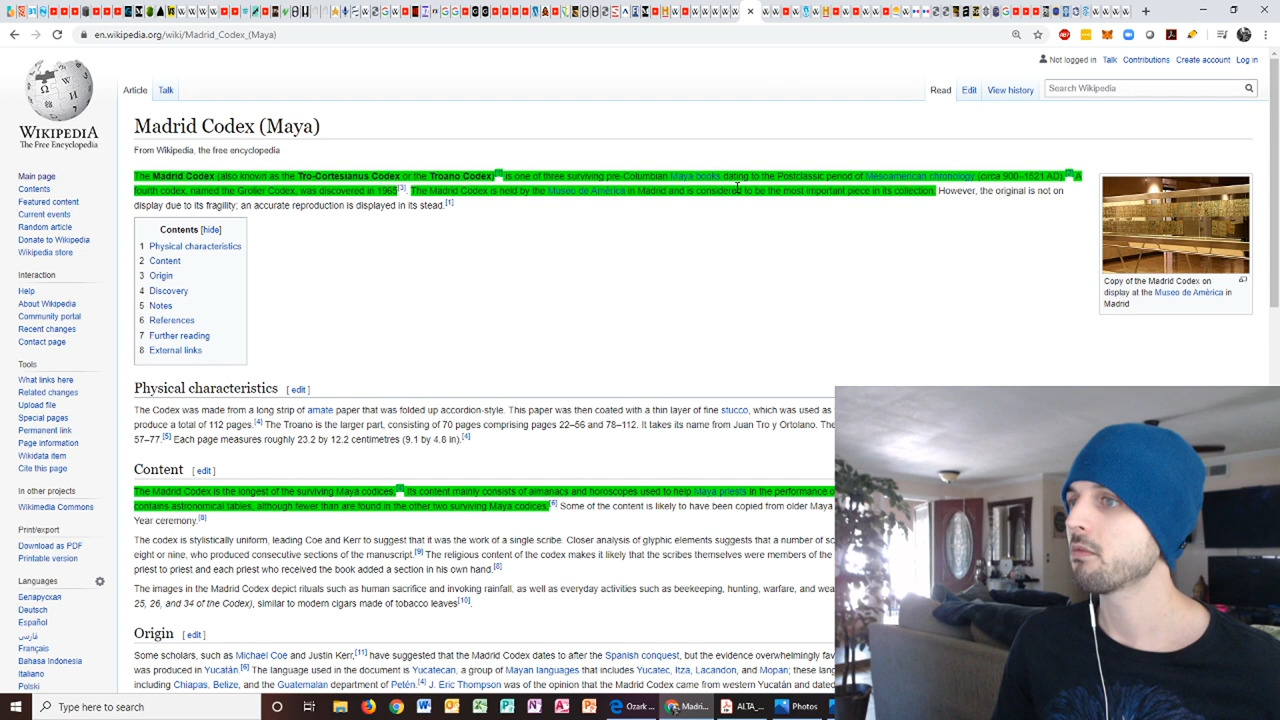 en.wikipedia.org/wiki/Madrid_Codex_(Maya)
Not logged in Talk Contributions Create account Log in
Article Talk
Read Edit View history Search Wikipedia
WIKIPEDIA
The Free Encyclopedia
Main page
Contents
Featured content
Current events
Random article
Donate to Wikipedia
Wikipedia store
Interaction
Help
About Wikipedia
Community portal
Recent changes
Contact page
Tools
What links here
Related changes
Upload file
Special pages
Permanent link
Page information
Wikidata item
Cite this page
In other projects
Wikimedia Commons
Print/export
Download as PDF
Printable version
Languages
Беларуская
Deutsch
Español
فارسی
Français
Bahasa Indonesia
Italiano
Polski
Madrid Codex (Maya)
From Wikipedia, the free encyclopedia
The Madrid Codex (also known as the Tro-Cortesianus Codex or the Troano Codex)[1] is one of three surviving pre-Columbian Maya books dating to the Postclassic period of Mesoamerican chronology (circa 900–1521 AD).[2] A
fourth codex, named the Grolier Codex, was discovered in 1965[3]. The Madrid Codex is held by the Museo de América in Madrid and is considered to be the most important piece in its collection. However, the original is not on
display due to its fragility; an accurate reproduction is displayed in its stead.[1]
Contents [hide]
1 Physical characteristics
2 Content
3 Origin
4 Discovery
5 Notes
6 References
7 Further reading
8 External links
Copy of the Madrid Codex on
display at the Museo de América in
Madrid
Physical characteristics [ edit ]
The Codex was made from a long strip of amate paper that was folded up accordion-style. This paper was then coated with a thin layer of fine stucco, which was used as
produce a total of 112 pages.[4] The Troano is the larger part, consisting of 70 pages comprising pages 22–56 and 78–112. It takes its name from Juan Tro y Ortolano. The
57–77.[5] Each page measures roughly 23.2 by 12.2 centimetres (9.1 by 4.8 in).[4]
Content [ edit ]
The Madrid Codex is the longest of the surviving Maya codices. Its content mainly consists of almanacs and horoscopes used to help Maya priests in the performance o
contains astronomical tables, although fewer than are found in the other two surviving Maya codices.[6] Some of the content is likely to have been copied from older Maya
Year ceremony.[8]
The codex is stylistically uniform, leading Coe and Kerr to suggest that it was the work of a single scribe. Closer analysis of glyphic elements suggests that a number of sc
eight or nine, who produced consecutive sections of the manuscript.[9] The religious content of the codex makes it likely that the scribes themselves were members of the
priest to priest and each priest who received the book added a section in his own hand.[8]
The images in the Madrid Codex depict rituals such as human sacrifice and invoking rainfall, as well as everyday activities such as beekeeping, hunting, warfare, and wea
25, 26, and 34 of the Codex), similar to modern cigars made of tobacco leaves[10].
Origin [ edit ]
Some scholars, such as Michael Coe and Justin Kerr,[11] have suggested that the Madrid Codex dates to after the Spanish conquest, but the evidence overwhelmingly fav
was produced in Yucatán.[6] The language used in the document is Yucatecan, a group of Mayan languages that includes Yucatec, Itza, Lacandon, and Mopan; these lang
including Chiapas, Belize, and the Guatemalan department of Petén.[4] J. Eric Thompson was of the opinion that the Madrid Codex came from western Yucatán and dated
Type here to search
Ozark ... Madri... ALTA_... Photos